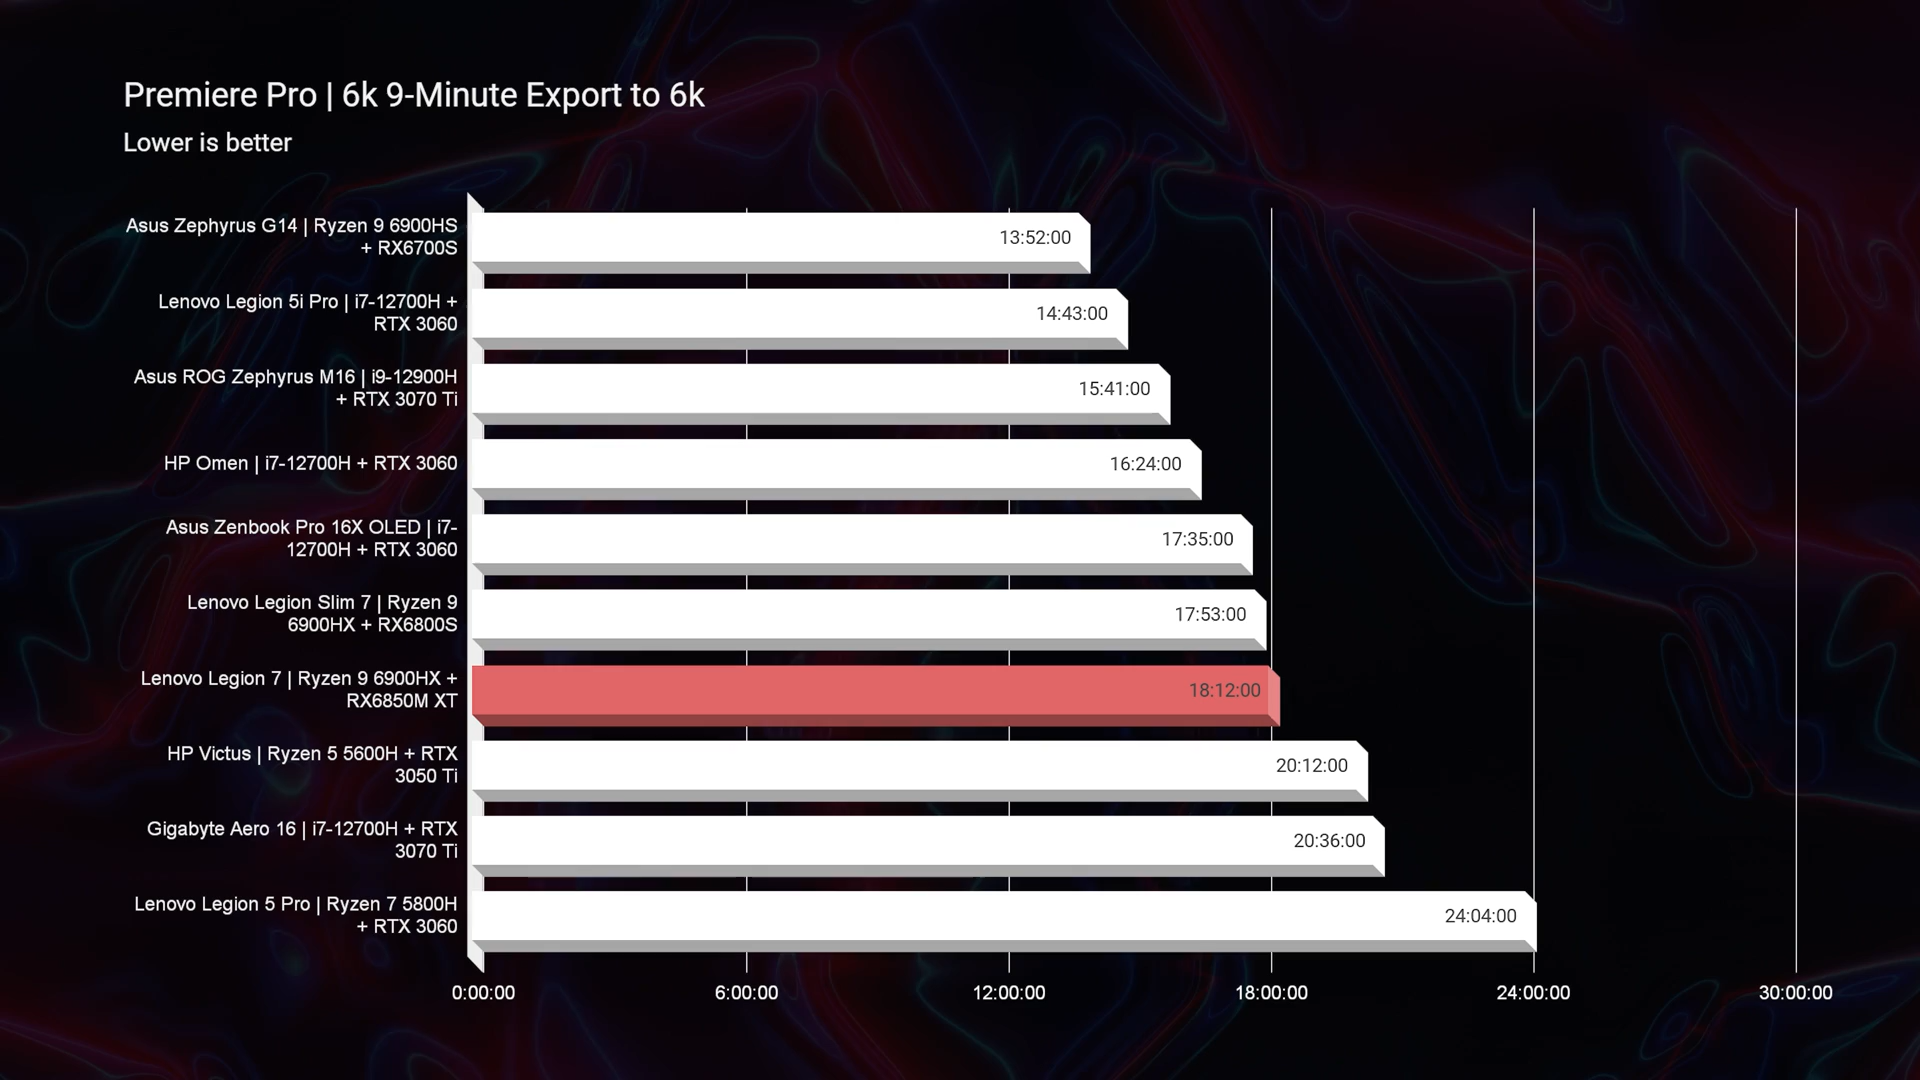 Premiere Pro | 6k 9-Minute Export to 6k
Lower is better
Asus Zephyrus G14 | Ryzen 9 6900HS
+ RX6700S
13:52:00
Lenovo Legion 5i Pro | i7-12700H +
RTX 3060
14:43:00
Asus ROG Zephyrus M16 | i9-12900H
+ RTX 3070 Ti
15:41:00
HP Omen | i7-12700H + RTX 3060
16:24:00
Asus Zenbook Pro 16X OLED | i7-
12700H + RTX 3060
17:35:00
Lenovo Legion Slim 7 | Ryzen 9
6900HX + RX6800S
17:53:00
Lenovo Legion 7 | Ryzen 9 6900HX +
RX6850M XT
18:12:00
HP Victus | Ryzen 5 5600H + RTX
3050 Ti
20:12:00
Gigabyte Aero 16 | i7-12700H + RTX
3070 Ti
20:36:00
Lenovo Legion 5 Pro | Ryzen 7 5800H
+ RTX 3060
24:04:00
0:00:00 6:00:00 12:00:00 18:00:00 24:00:00 30:00:00